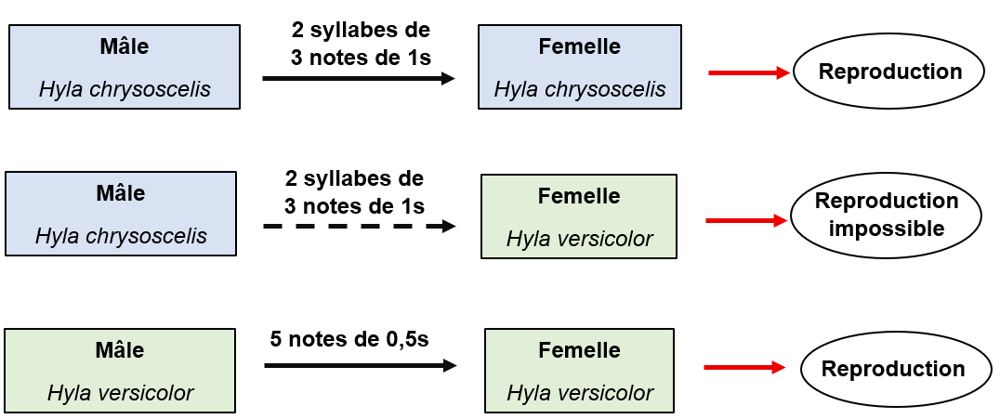 Mâle
Hyla chrysoscelis
2 syllabes de
3 notes de 1s
Femelle
Hyla chrysoscelis
Reproduction
Mâle
Hyla chrysoscelis
2 syllabes de
3 notes de 1s
Femelle
Hyla versicolor
Reproduction
impossible
Mâle
Hyla versicolor
5 notes de 0,5s
Femelle
Hyla versicolor
Reproduction